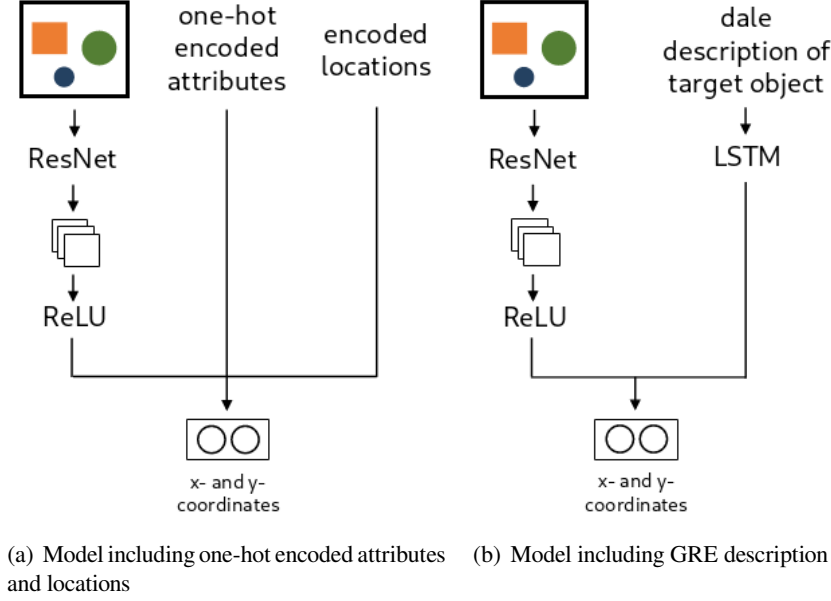 one-hot
encoded
attributes
encoded
locations
ResNet
ReLU
x- and y-
coordinates
(a) Model including one-hot encoded attributes
and locations
dale
description of
target object
ResNet
LSTM
ReLU
x- and y-
coordinates
(b) Model including GRE description